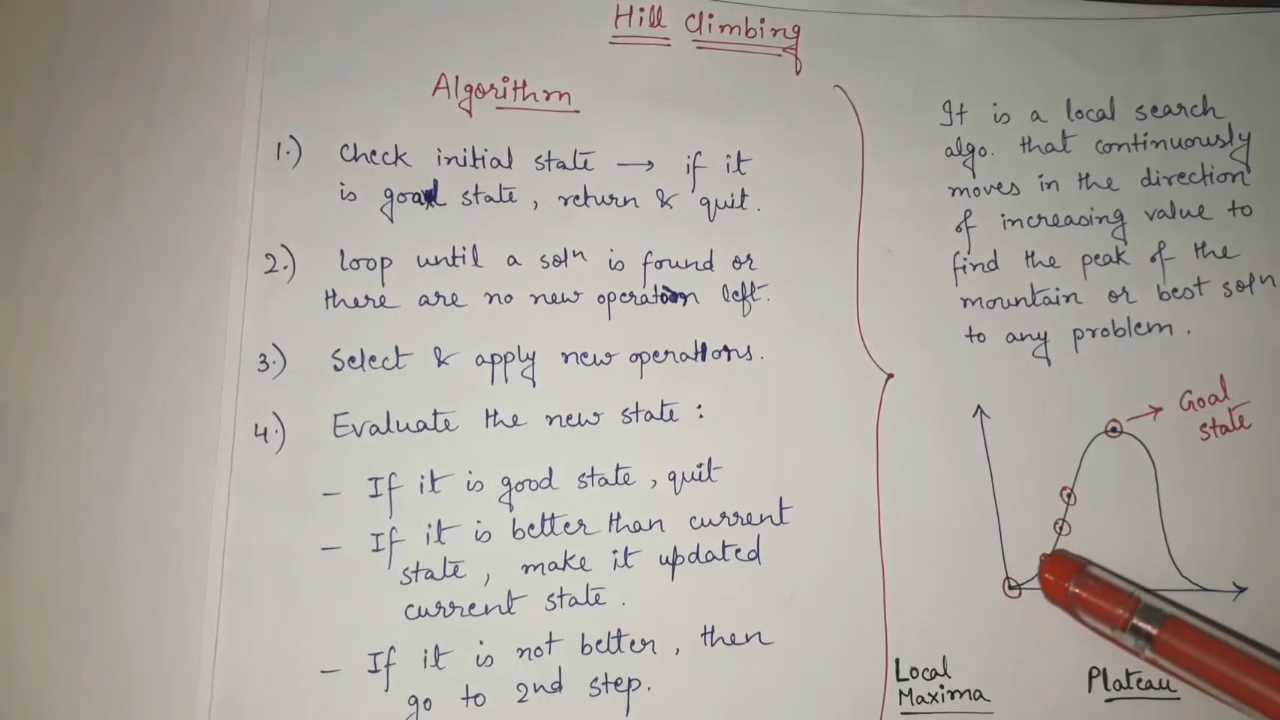 Hill Climbing
Algorithm
1.) Check initial state → if it
is goal state, return & quit.
2.) Loop until a solⁿ is found or
there are no new operation left.
3.) Select & apply new operations.
4.) Evaluate the new state :
- If it is good state, quit
- If it is better than current
state, make it updated
current state.
- If it is not better, then
go to 2nd step.
It is a local search
algo. that continuously
moves in the direction
of increasing value to
find the peak of the
mountain or best solⁿ
to any problem.
Goal
state
Local
Maxima
Plateau